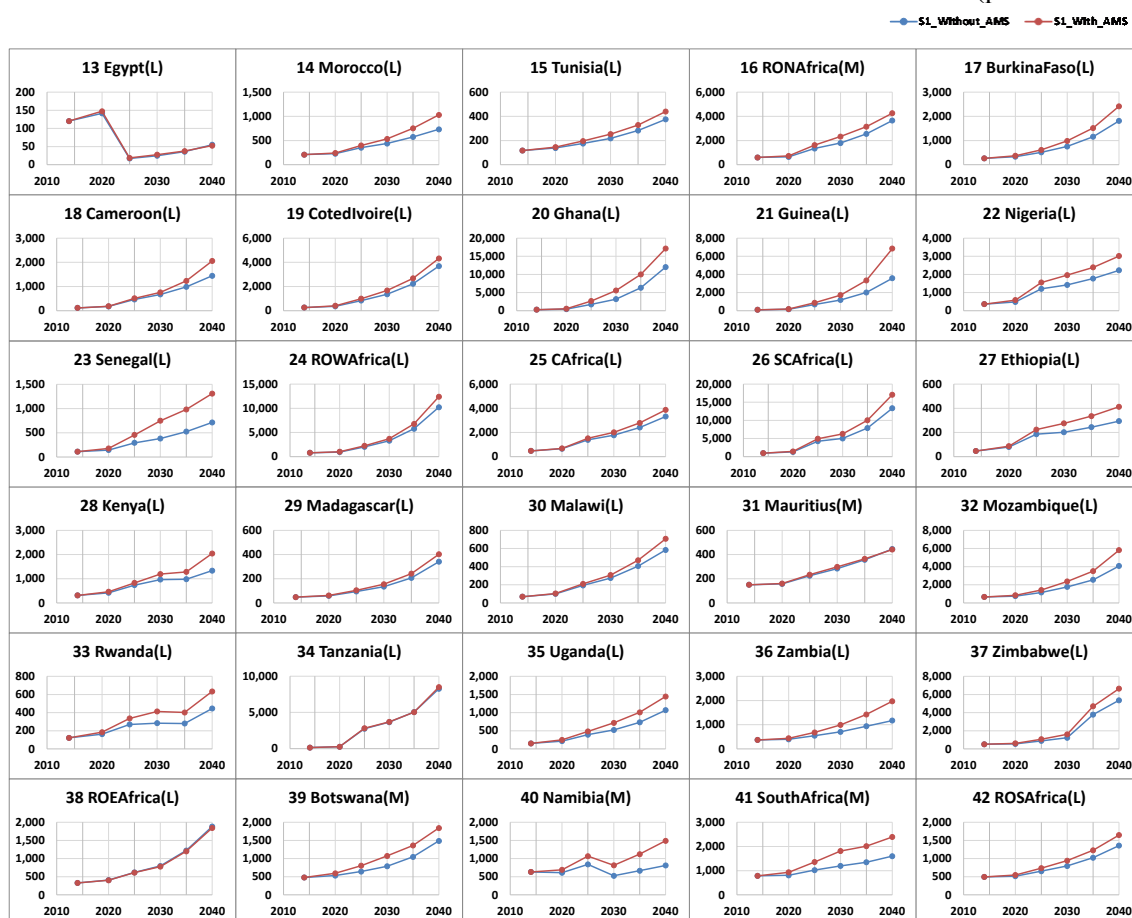 S1_Without_AIMS S1_With_AIMS
13 Egypt(L) 14 Morocco(L) 15 Tunisia(L) 16 RONAfrica(M) 17 BurkinaFaso(L)
200 1,500 600 6,000 3,000
150 1,000 400 4,000 2,000
100 500 200 2,000 1,000
50
0 0 0 0 0
2010 2020 2030 2040 2010 2020 2030 2040 2010 2020 2030 2040 2010 2020 2030 2040 2010 2020 2030 2040
18 Cameroon(L) 19 CotedIvoire(L) 20 Ghana(L) 21 Guinea(L) 22 Nigeria(L)
3,000 6,000 20,000 8,000 4,000
2,000 4,000 15,000 6,000 3,000
1,000 2,000 10,000 4,000 2,000
5,000 2,000 1,000
0 0 0 0 0
2010 2020 2030 2040 2010 2020 2030 2040 2010 2020 2030 2040 2010 2020 2030 2040 2010 2020 2030 2040
23 Senegal(L) 24 ROWAfrica(L) 25 CAfrica(L) 26 SCAfrica(L) 27 Ethiopia(L)
1,500 15,000 6,000 20,000 600
1,000 10,000 4,000 15,000 400
500 5,000 2,000 10,000 200
5,000
0 0 0 0 0
2010 2020 2030 2040 2010 2020 2030 2040 2010 2020 2030 2040 2010 2020 2030 2040 2010 2020 2030 2040
28 Kenya(L) 29 Madagascar(L) 30 Malawi(L) 31 Mauritius(M) 32 Mozambique(L)
3,000 600 800 600 8,000
2,000 400 600 400 6,000
1,000 200 400 200 4,000
200 2,000
0 0 0 0 0
2010 2020 2030 2040 2010 2020 2030 2040 2010 2020 2030 2040 2010 2020 2030 2040 2010 2020 2030 2040
33 Rwanda(L) 34 Tanzania(L) 35 Uganda(L) 36 Zambia(L) 37 Zimbabwe(L)
800 10,000 2,000 3,000 8,000
600 5,000 1,500 2,000 6,000
400 1,000 1,000 4,000
200 500 2,000
0 0 0 0 0
2010 2020 2030 2040 2010 2020 2030 2040 2010 2020 2030 2040 2010 2020 2030 2040 2010 2020 2030 2040
38 ROEAfrica(L) 39 Botswana(M) 40 Namibia(M) 41 SouthAfrica(M) 42 ROSAfrica(L)
2,000 2,000 2,000 3,000 2,000
1,500 1,500 1,500 2,000 1,500
1,000 1,000 1,000 1,000 1,000
500 500 500 500
0 0 0 0 0
2010 2020 2030 2040 2010 2020 2030 2040 2010 2020 2030 2040 2010 2020 2030 2040 2010 2020 2030 2040